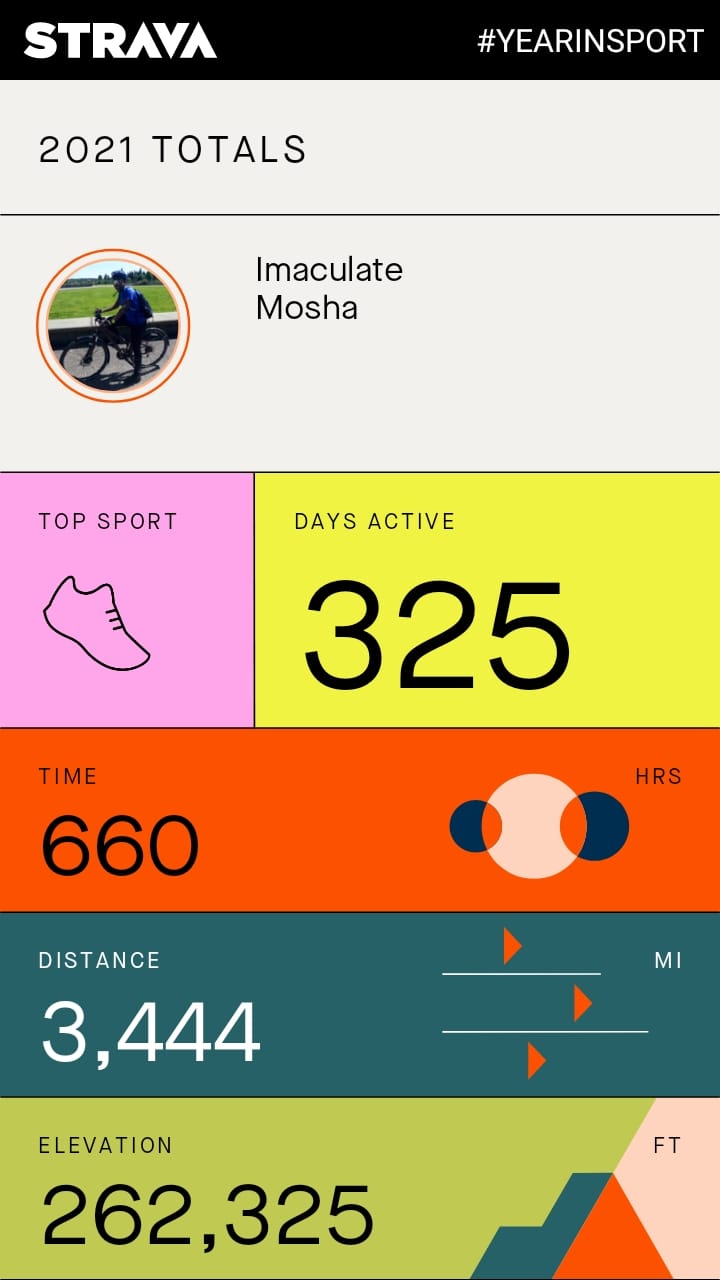 STRAVA
#YEARINSPORT
2021 TOTALS
Imaculate
Mosha
TOP SPORT
DAYS ACTIVE
325
TIME
HRS
660
DISTANCE
MI
3,444
ELEVATION
FT
262,325